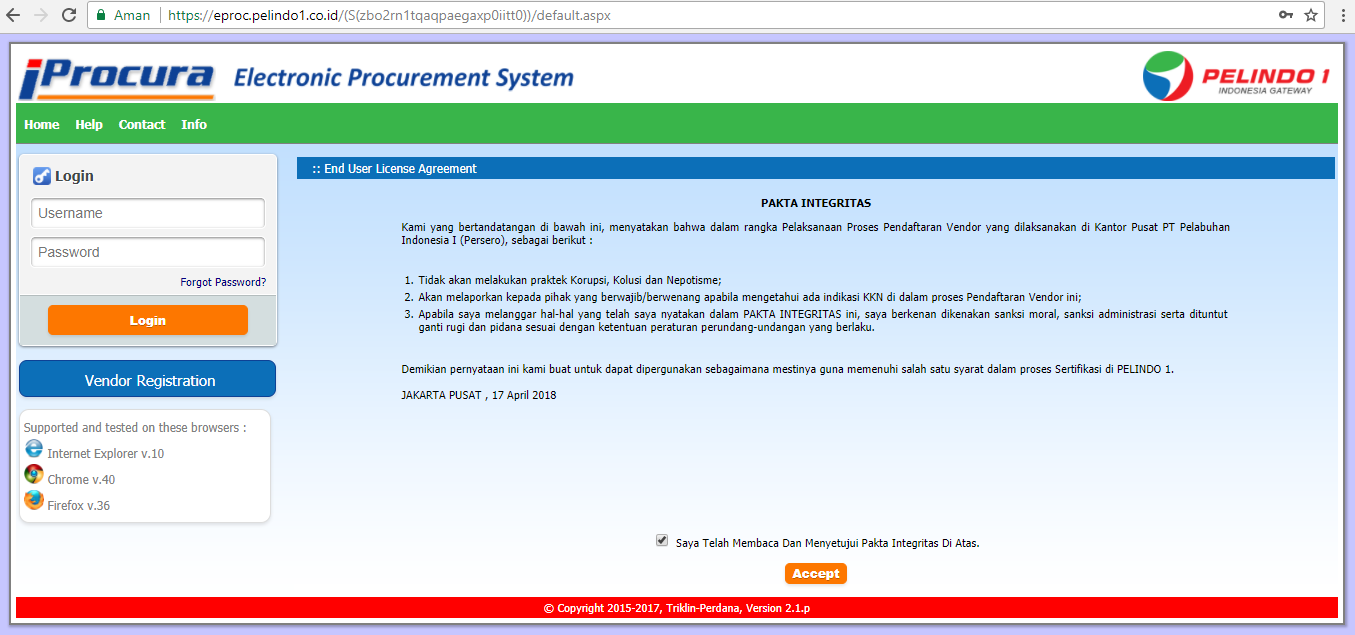 Aman https://eproc.pelindo1.co.id/(S(zbo2rn1tqaqpaegaxp0iitt0))/default.aspx
iProcura Electronic Procurement System
PELINDO 1
INDONESIA GATEWAY
Home Help Contact Info
Login
Username
Password
Forgot Password?
Login
Vendor Registration
Supported and tested on these browsers :
Internet Explorer v.10
Chrome v.40
Firefox v.36
:: End User License Agreement
PAKTA INTEGRITAS
Kami yang bertandatangan di bawah ini, menyatakan bahwa dalam rangka Pelaksanaan Proses Pendaftaran Vendor yang dilaksanakan di Kantor Pusat PT Pelabuhan
Indonesia I (Persero), sebagai berikut :
1. Tidak akan melakukan praktek Korupsi, Kolusi dan Nepotisme;
2. Akan melaporkan kepada pihak yang berwajib/berwenang apabila mengetahui ada indikasi KKN di dalam proses Pendaftaran Vendor ini;
3. Apabila saya melanggar hal-hal yang telah saya nyatakan dalam PAKTA INTEGRITAS ini, saya berkenan dikenakan sanksi moral, sanksi administrasi serta dituntut
ganti rugi dan pidana sesuai dengan ketentuan peraturan perundang-undangan yang berlaku.
Demikian pernyataan ini kami buat untuk dapat dipergunakan sebagaimana mestinya guna memenuhi salah satu syarat dalam proses Sertifikasi di PELINDO 1.
JAKARTA PUSAT , 17 April 2018
Saya Telah Membaca Dan Menyetujui Pakta Integritas Di Atas.
Accept
© Copyright 2015-2017, Triklin-Perdana, Version 2.1.p